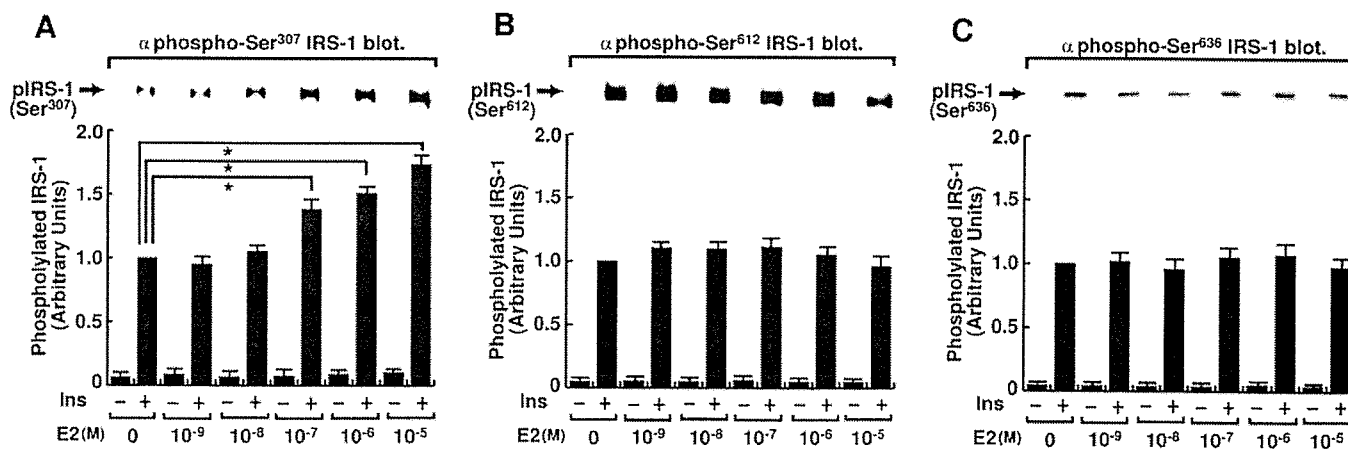 A
α phospho-Ser307 IRS-1 blot.
pIRS-1
(Ser307)
Phospholylated IRS-1
(Arbitrary Units)
2.0
1.5
1.0
0.5
0
*
*
*
Ins − + − + − + − + − + − +
E2(M) 0 10-9 10-8 10-7 10-6 10-5
B
α phospho-Ser612 IRS-1 blot.
pIRS-1
(Ser612)
Phospholylated IRS-1
(Arbitrary Units)
2.0
1.5
1.0
0.5
0
Ins − + − + − + − + − + − +
E2(M) 0 10-9 10-8 10-7 10-6 10-5
C
α phospho-Ser636 IRS-1 blot.
pIRS-1
(Ser636)
Phospholylated IRS-1
(Arbitrary Units)
2.0
1.5
1.0
0.5
0
Ins − + − + − + − + − + − +
E2(M) 0 10-9 10-8 10-7 10-6 10-5